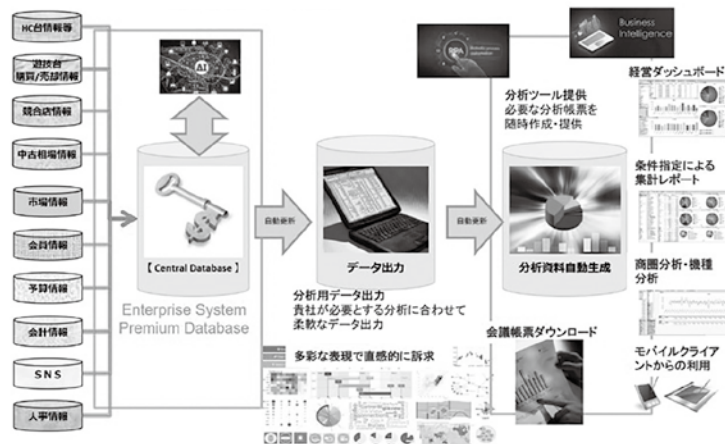 HC台情報等
遊技台
購買/売却情報
競合店情報
中古相場情報
市場情報
会員情報
予算情報
会計情報
SNS
人事情報
AI
【 Central Database 】
Enterprise System
Premium Database
自動更新
データ出力
分析用データ出力
貴社が必要とする分析に合わせて
柔軟なデータ出力
多彩な表現で直感的に訴求
自動更新
RPA
Business
Intelligence
分析ツール提供
必要な分析帳票を
随時作成・提供
分析資料自動生成
会議帳票ダウンロード
経営ダッシュボード
条件指定による
集計レポート
商圏分析・機種
分析
モバイルクライ
アントからの利用